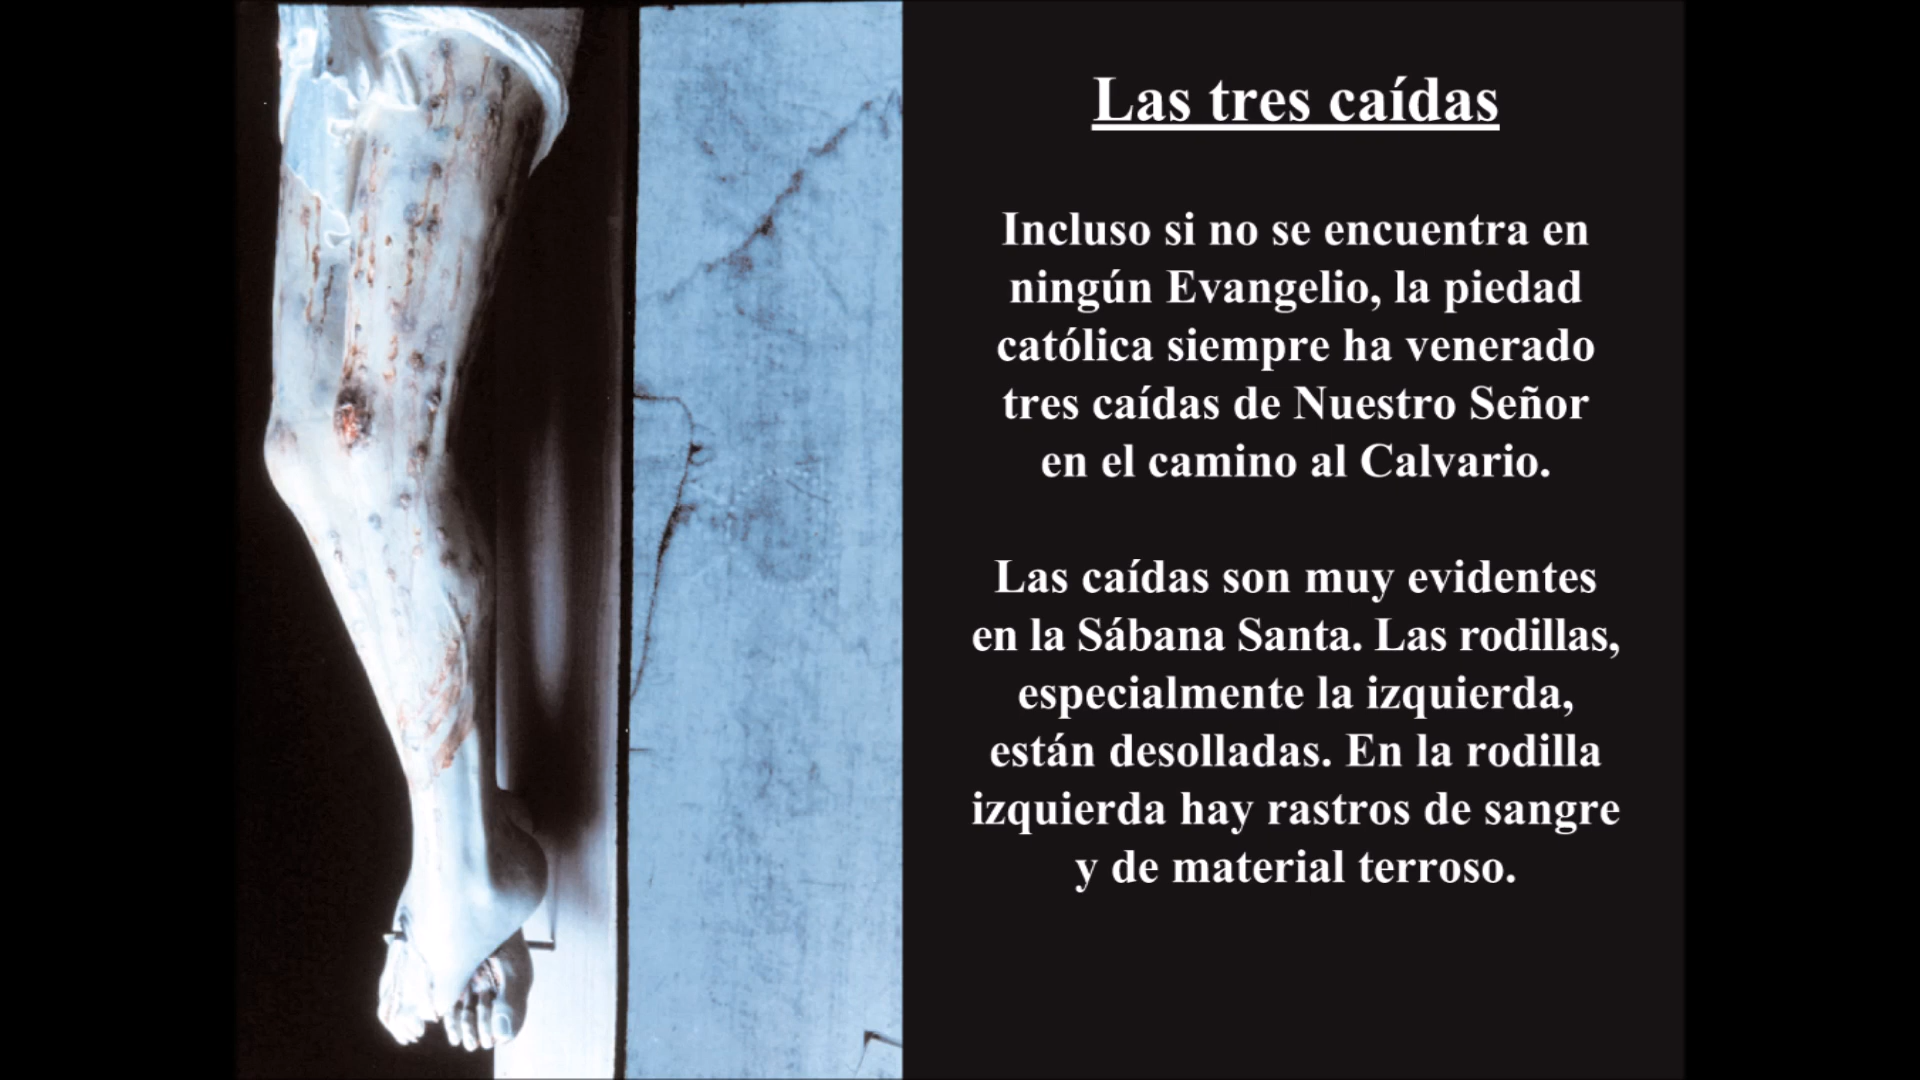 Las tres caídas
Incluso si no se encuentra en
ningún Evangelio, la piedad
católica siempre ha venerado
tres caídas de Nuestro Señor
en el camino al Calvario.
Las caídas son muy evidentes
en la Sábana Santa. Las rodillas,
especialmente la izquierda,
están desolladas. En la rodilla
izquierda hay rastros de sangre
y de material terroso.